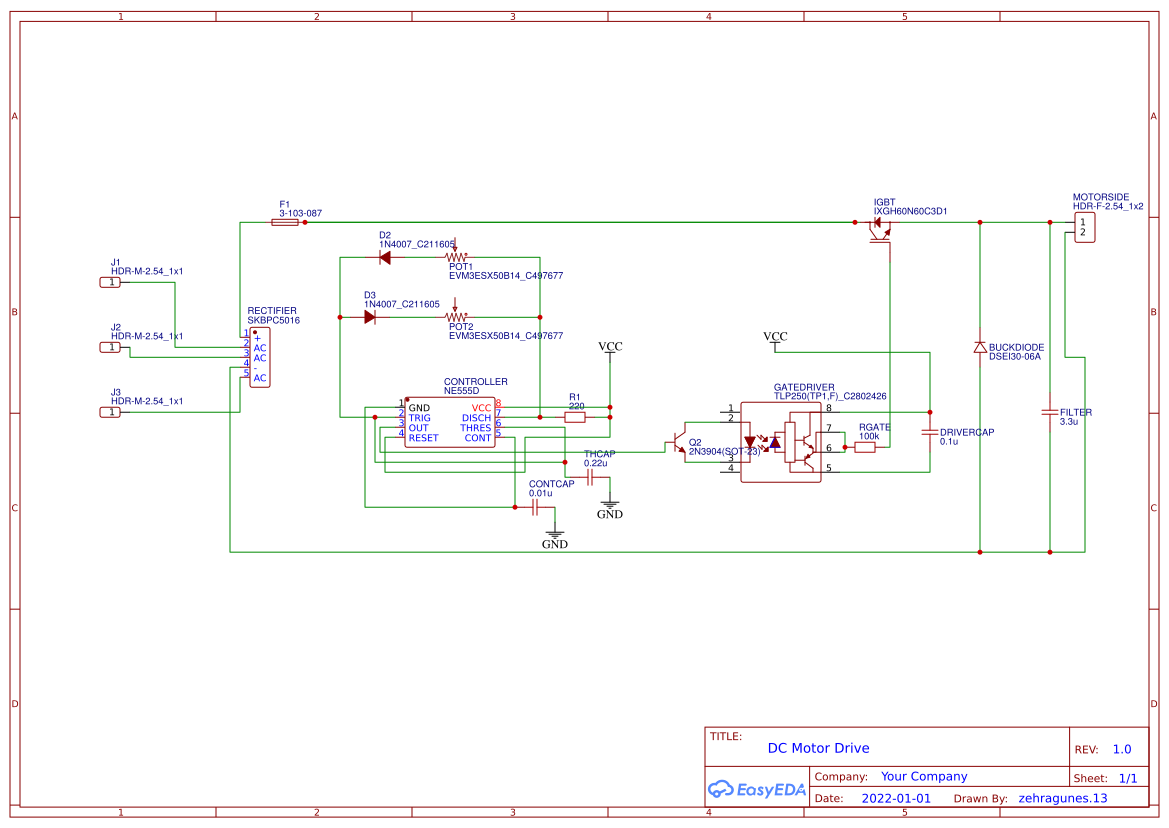 1 2 3 4 5
A A
B B
C C
D D
F1
3-103-087
IGBT
IXGH60N60C3D1
MOTORSIDE
HDR-F-2.54_1x2
1
2
D2
1N4007_C211605
POT1
EVM3ESX50B14_C497677
J1
HDR-M-2.54_1x1
1
D3
1N4007_C211605
POT2
EVM3ESX50B14_C497677
RECTIFIER
SKBPC5016
1 +
2 AC
3 AC
4 -
5 AC
J2
HDR-M-2.54_1x1
1
J3
HDR-M-2.54_1x1
1
VCC
VCC
BUCKDIODE
DSEI30-06A
CONTROLLER
NE555D
1 GND VCC 8
2 TRIG DISCH 7
3 OUT THRES 6
4 RESET CONT 5
R1
220
GATEDRIVER
TLP250(TP1,F)_C2802426
1 8
2 7
3 6
4 5
Q2
2N3904(SOT-23)
RGATE
100k
DRIVERCAP
0.1u
FILTER
3.3u
THCAP
0.22u
CONTCAP
0.01u
GND
GND
TITLE:
DC Motor Drive
REV: 1.0
EasyEDA
Company: Your Company
Sheet: 1/1
Date: 2022-01-01 Drawn By: zehragunes.13
1 2 3 4 5